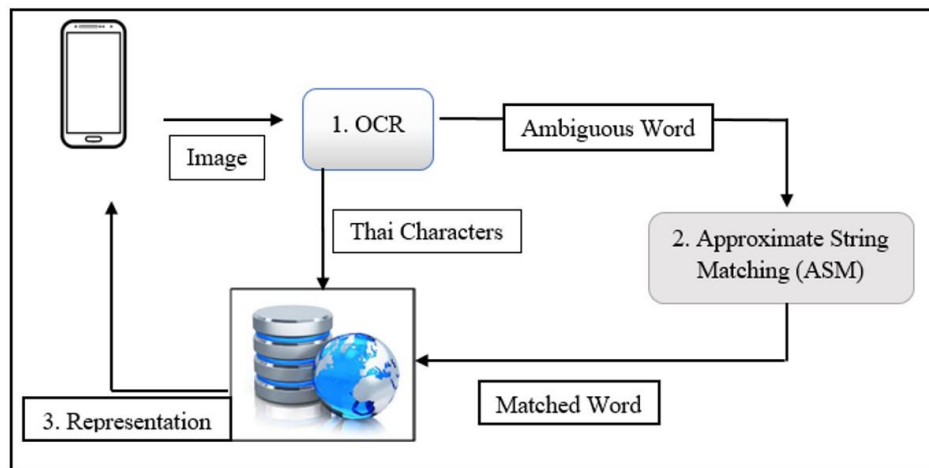 1. OCR
Ambiguous Word
Image
Thai Characters
2. Approximate String
Matching (ASM)
Matched Word
3. Representation